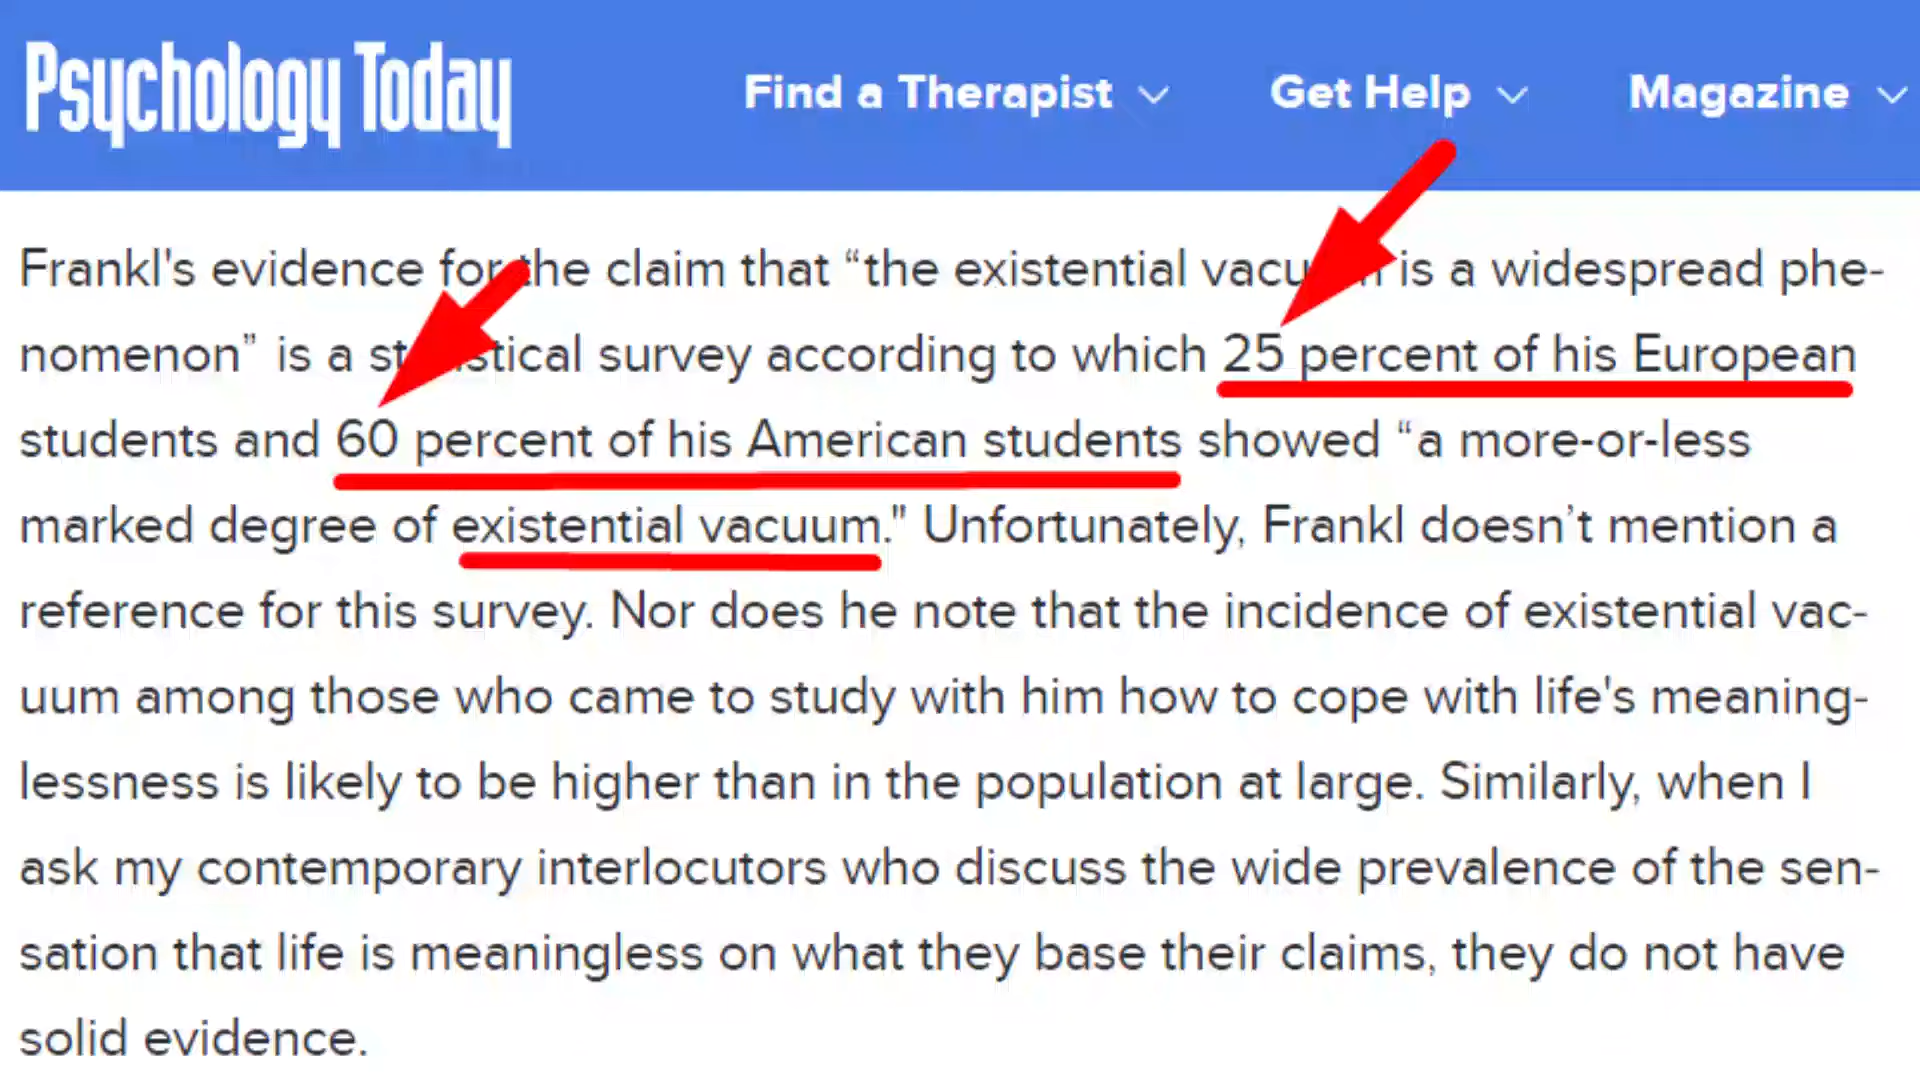 Psychology Today
Find a Therapist
Get Help
Magazine
Frankl's evidence for the claim that “the existential vacuum is a widespread phe-
nomenon” is a statistical survey according to which 25 percent of his European
students and 60 percent of his American students showed “a more-or-less
marked degree of existential vacuum." Unfortunately, Frankl doesn’t mention a
reference for this survey. Nor does he note that the incidence of existential vac-
uum among those who came to study with him how to cope with life's meaning-
lessness is likely to be higher than in the population at large. Similarly, when I
ask my contemporary interlocutors who discuss the wide prevalence of the sen-
sation that life is meaningless on what they base their claims, they do not have
solid evidence.